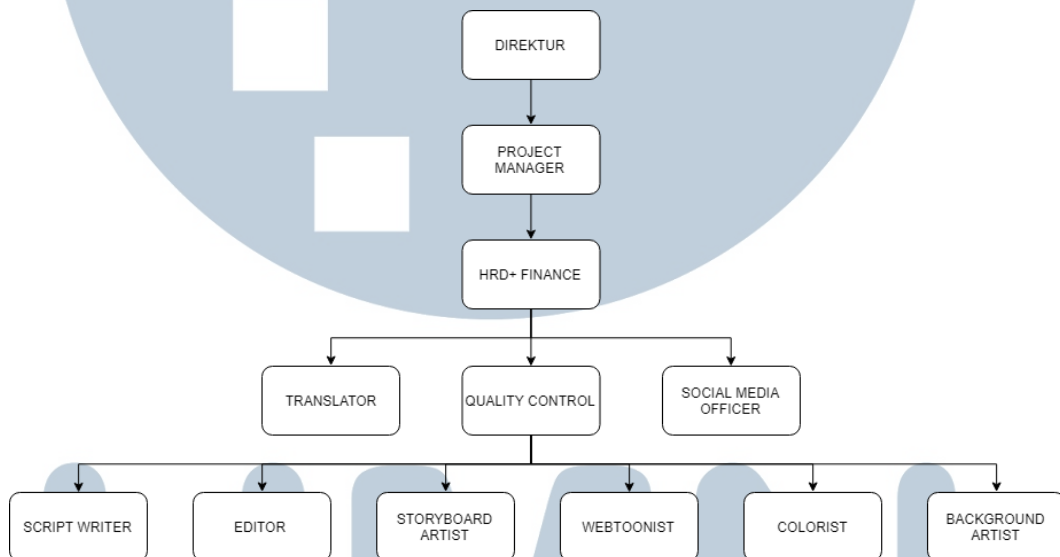 DIREKTUR
PROJECT
MANAGER
HRD+ FINANCE
TRANSLATOR
QUALITY CONTROL
SOCIAL MEDIA
OFFICER
SCRIPT WRITER
EDITOR
STORYBOARD
ARTIST
WEBTOONIST
COLORIST
BACKGROUND
ARTIST